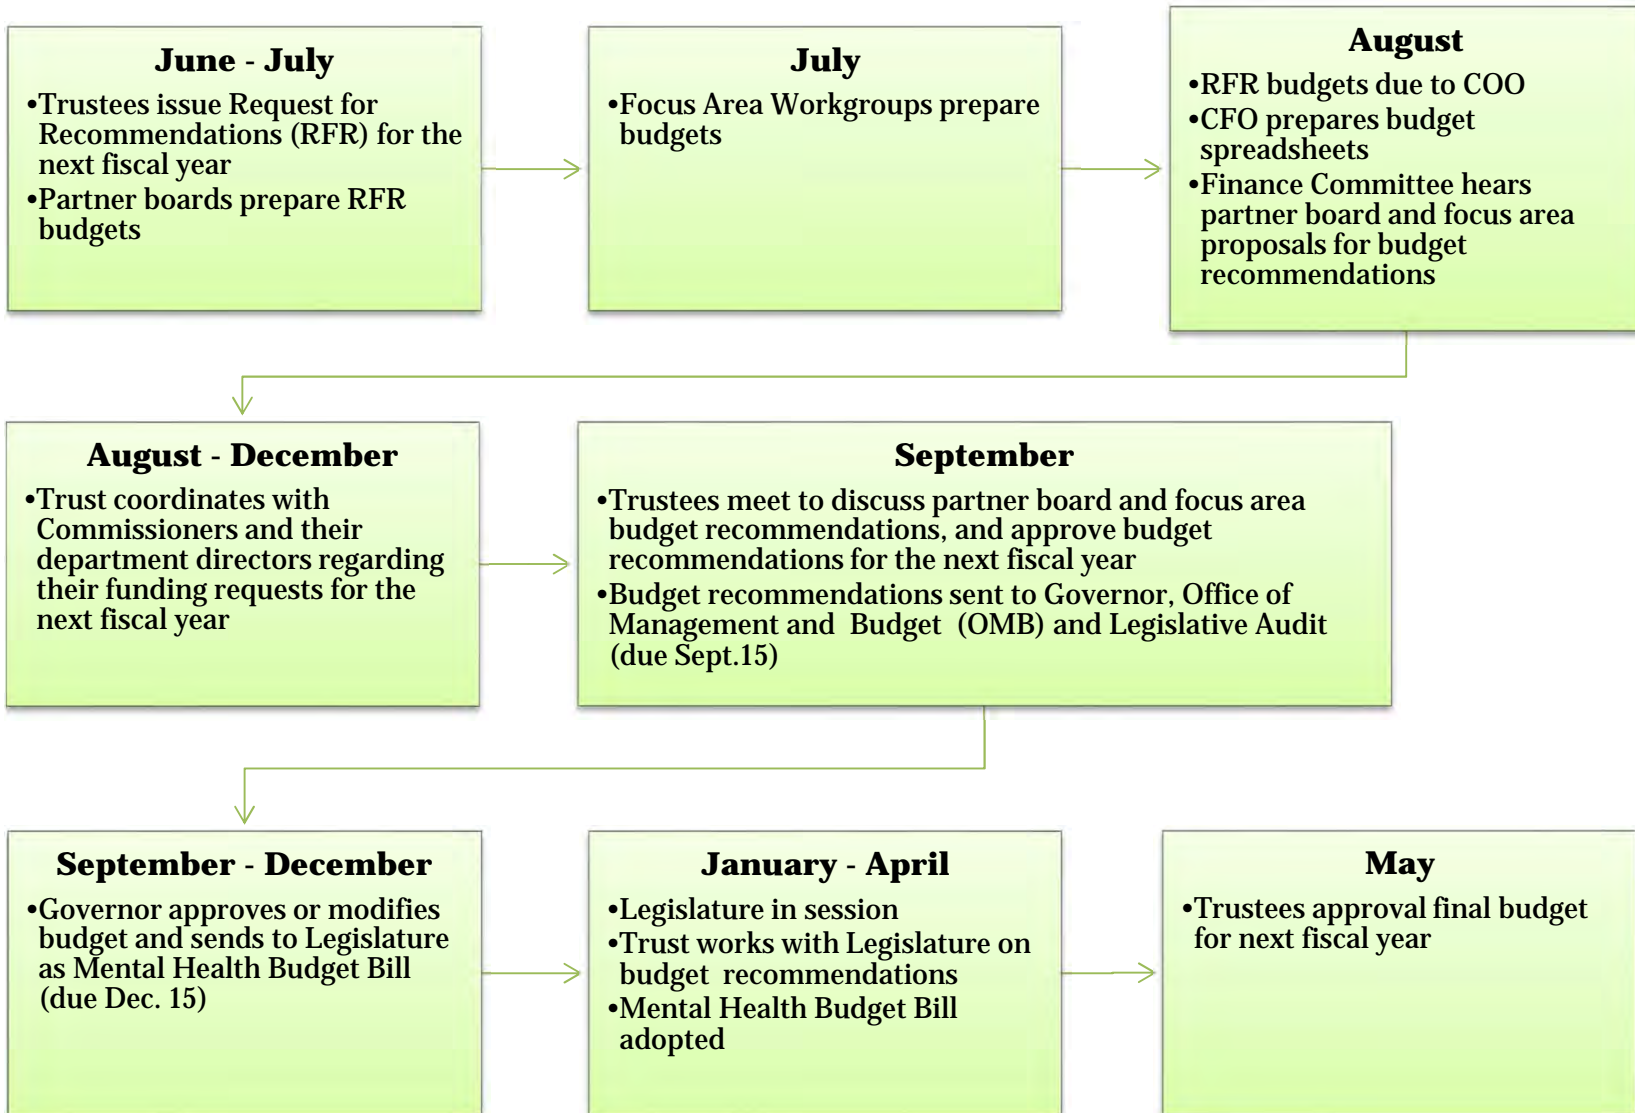 June - July
•Trustees issue Request for
Recommendations (RFR) for the
next fiscal year
•Partner boards prepare RFR
budgets
July
•Focus Area Workgroups prepare
budgets
August
•RFR budgets due to COO
•CFO prepares budget
spreadsheets
•Finance Committee hears
partner board and focus area
proposals for budget
recommendations
August - December
•Trust coordinates with
Commissioners and their
department directors regarding
their funding requests for the
next fiscal year
September
•Trustees meet to discuss partner board and focus area
budget recommendations, and approve budget
recommendations for the next fiscal year
•Budget recommendations sent to Governor, Office of
Management and Budget (OMB) and Legislative Audit
(due Sept.15)
September - December
•Governor approves or modifies
budget and sends to Legislature
as Mental Health Budget Bill
(due Dec. 15)
January - April
•Legislature in session
•Trust works with Legislature on
budget recommendations
•Mental Health Budget Bill
adopted
May
•Trustees approval final budget
for next fiscal year